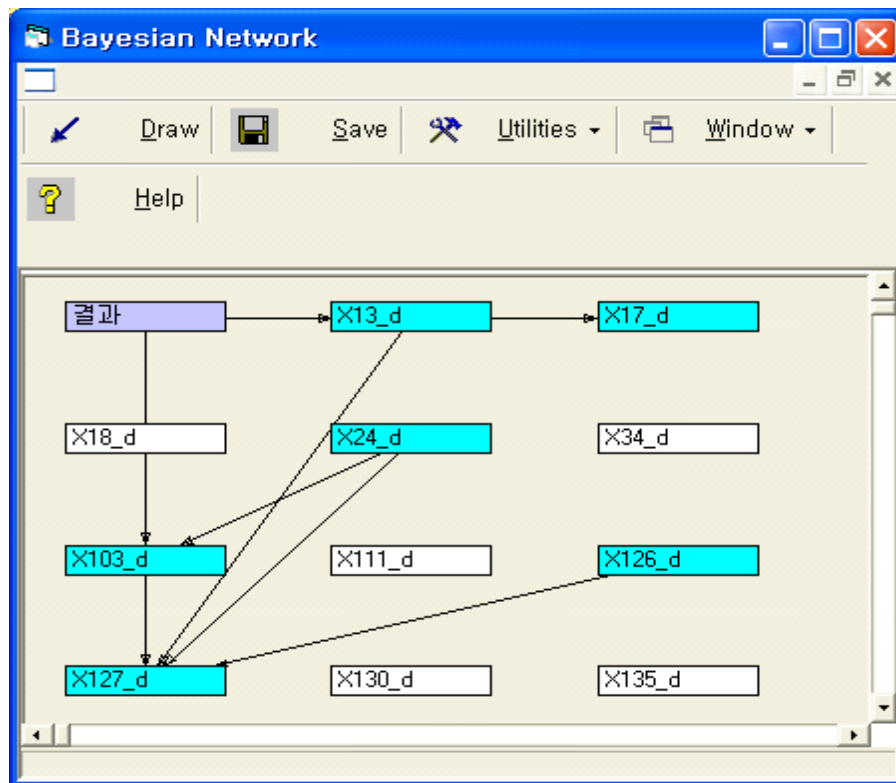 Bayesian Network
Draw Save Utilities Window
Help
결과 X13_d X17_d
X18_d X24_d X34_d
X103_d X111_d X126_d
X127_d X130_d X135_d